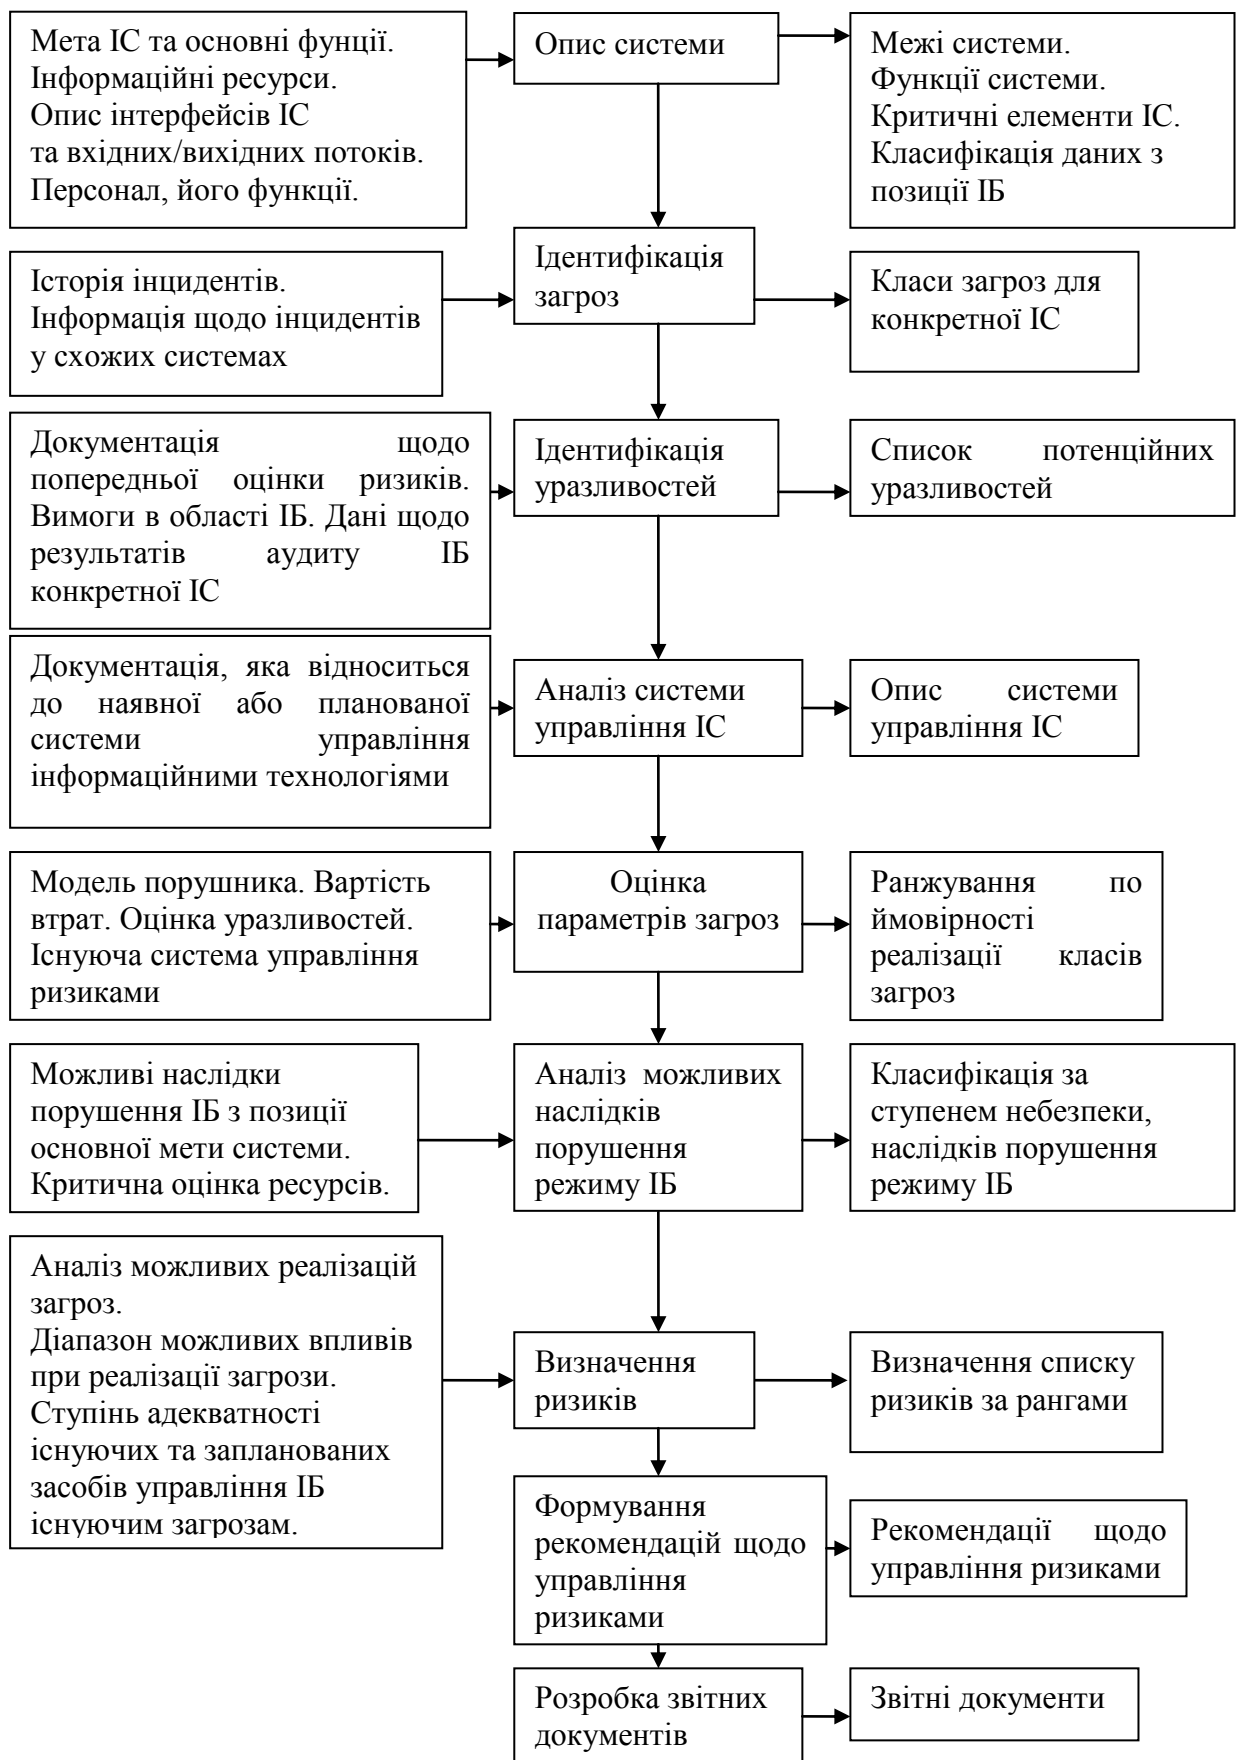 Мета ІС та основні фунції.
Інформаційні ресурси.
Опис інтерфейсів ІС
та вхідних/вихідних потоків.
Персонал, його функції.
Опис системи
Межі системи.
Функції системи.
Критичні елементи ІС.
Класифікація даних з
позиції ІБ
Історія інцидентів.
Інформація щодо інцидентів
у схожих системах
Ідентифікація
загроз
Класи загроз для
конкретної ІС
Документація щодо
попередньої оцінки ризиків.
Вимоги в області ІБ. Дані щодо
результатів аудиту ІБ
конкретної ІС
Ідентифікація
уразливостей
Список потенційних
уразливостей
Документація, яка відноситься
до наявної або планованої
системи управління
інформаційними технологіями
Аналіз системи
управління ІС
Опис системи
управління ІС
Модель порушника. Вартість
втрат. Оцінка уразливостей.
Існуюча система управління
ризиками
Оцінка
параметрів загроз
Ранжування по
ймовірності
реалізації класів
загроз
Можливі наслідки
порушення ІБ з позиції
основної мети системи.
Критична оцінка ресурсів.
Аналіз можливих
наслідків
порушення
режиму ІБ
Класифікація за
ступенем небезпеки,
наслідків порушення
режиму ІБ
Аналіз можливих реалізацій
загроз.
Діапазон можливих впливів
при реалізації загрози.
Ступінь адекватності
існуючих та запланованих
засобів управління ІБ
існуючим загрозам.
Визначення
ризиків
Визначення списку
ризиків за рангами
Формування
рекомендацій щодо
управління
ризиками
Рекомендації щодо
управління ризиками
Розробка звітних
документів
Звітні документи